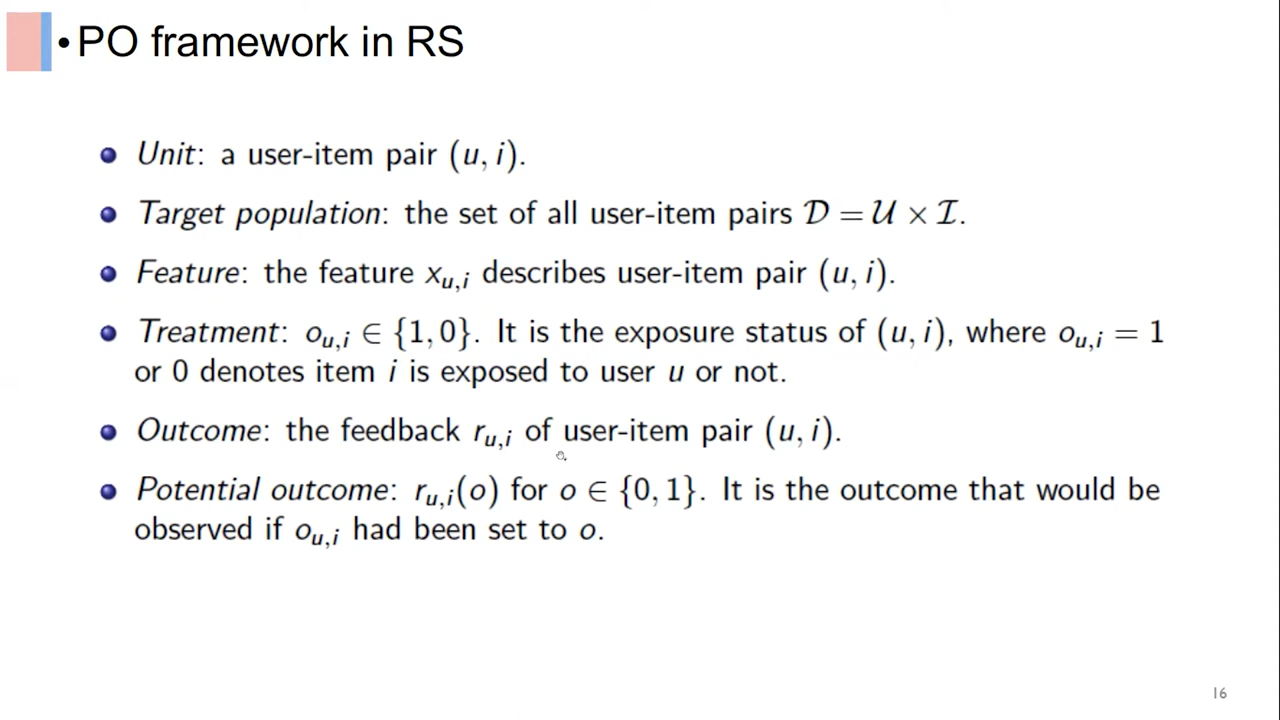 •PO framework in RS
Unit: a user-item pair (u, i).
Target population: the set of all user-item pairs 𝒟 = 𝒰 × ℐ.
Feature: the feature x_{u,i} describes user-item pair (u, i).
Treatment: o_{u,i} ∈ {1, 0}. It is the exposure status of (u, i), where o_{u,i} = 1
or 0 denotes item i is exposed to user u or not.
Outcome: the feedback r_{u,i} of user-item pair (u, i).
Potential outcome: r_{u,i}(o) for o ∈ {0, 1}. It is the outcome that would be
observed if o_{u,i} had been set to o.
16